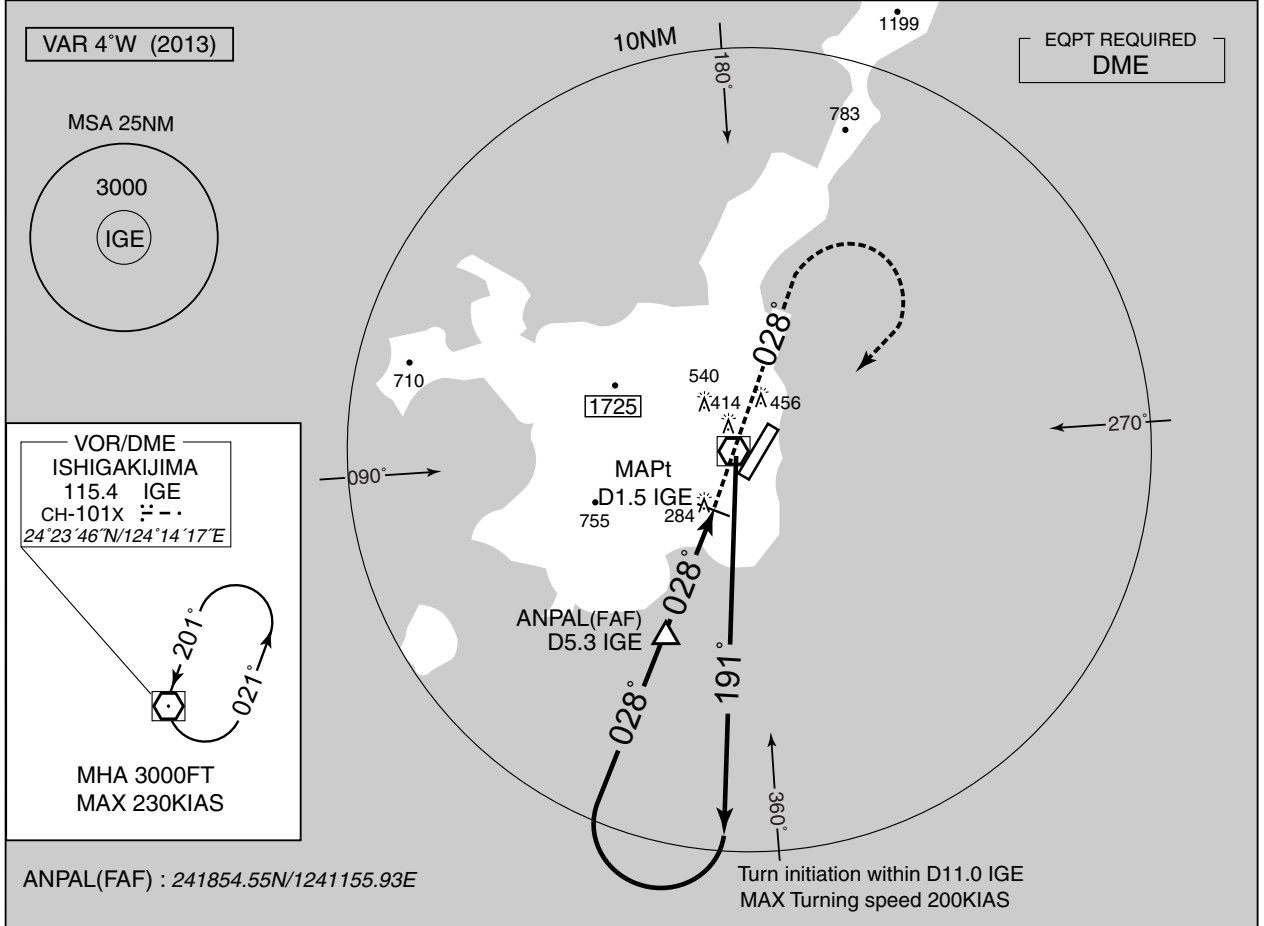 VAR 4˚W (2013)
10NM
180˚
1199
EQPT REQUIRED
DME
783
MSA 25NM
3000
IGE
028˚
710
540
1725
414
456
270˚
090˚
VOR/DME
ISHIGAKIJIMA
115.4 IGE
CH-101X
24˚23´46˝N/124˚14´17˝E
MAPt
D1.5 IGE
755
284
028˚
ANPAL(FAF)
D5.3 IGE
201˚
021˚
191˚
028˚
MHA 3000FT
MAX 230KIAS
360˚
ANPAL(FAF) : 241854.55N/1241155.93E
Turn initiation within D11.0 IGE
MAX Turning speed 200KIAS